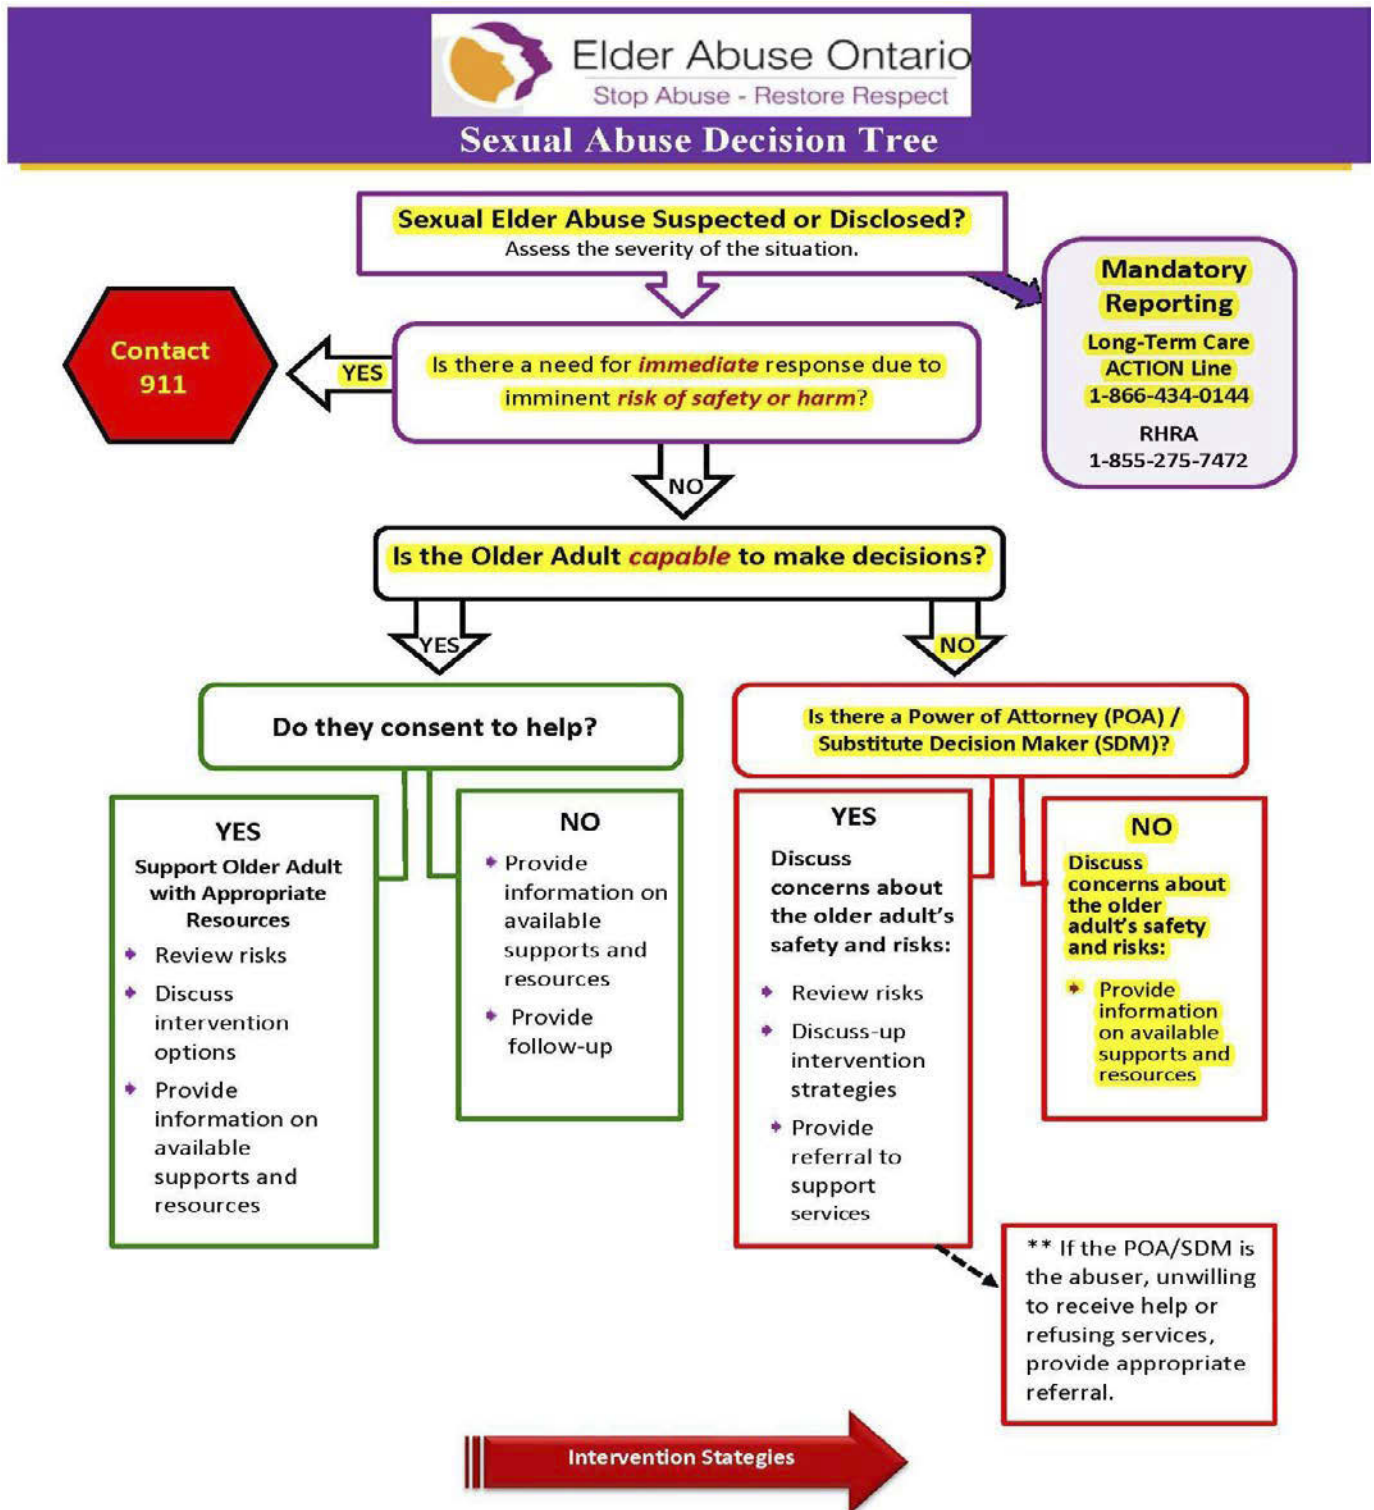 Elder Abuse Ontario
Stop Abuse - Restore Respect
Sexual Abuse Decision Tree
Sexual Elder Abuse Suspected or Disclosed?
Assess the severity of the situation.
Mandatory
Reporting
Long-Term Care
ACTION Line
1-866-434-0144
RHRA
1-855-275-7472
Contact
911
YES
Is there a need for immediate response due to
imminent risk of safety or harm?
NO
Is the Older Adult capable to make decisions?
YES
NO
Do they consent to help?
YES
Support Older Adult
with Appropriate
Resources
Review risks
Discuss
intervention
options
Provide
information on
available
supports and
resources
NO
Provide
information on
available
supports and
resources
Provide
follow-up
Is there a Power of Attorney (POA) /
Substitute Decision Maker (SDM)?
YES
Discuss
concerns about
the older adult's
safety and risks:
Review risks
Discuss-up
intervention
strategies
Provide
referral to
support
services
NO
Discuss
concerns about
the older
adult's safety
and risks:
Provide
information
on available
supports and
resources
** If the POA/SDM is
the abuser, unwilling
to receive help or
refusing services,
provide appropriate
referral.
Intervention Stategies